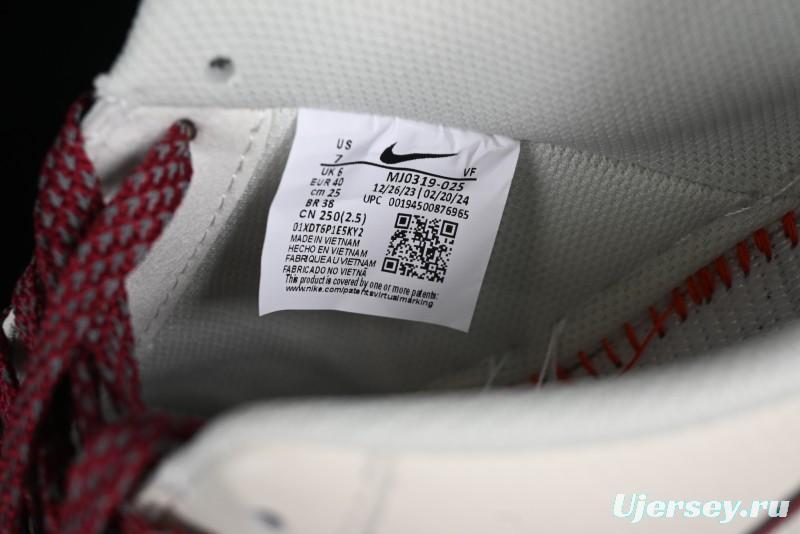 US
7
UK 6
EUR 40
cm 25
BR 38
CN 250(2.5)
01XDT6P1E5KY2
MADE IN VIETNAM
HECHO EN VIETNAM
FABRIQUE AU VIETNAM
FABRICADO NO VIETNÃ
This product is covered by one or more patents:
www.nike.com/patentsvirtualmarking
VF
MJ0319-025
12/26/23 | 02/20/24
UPC 00194500876965
Ujersey.ru